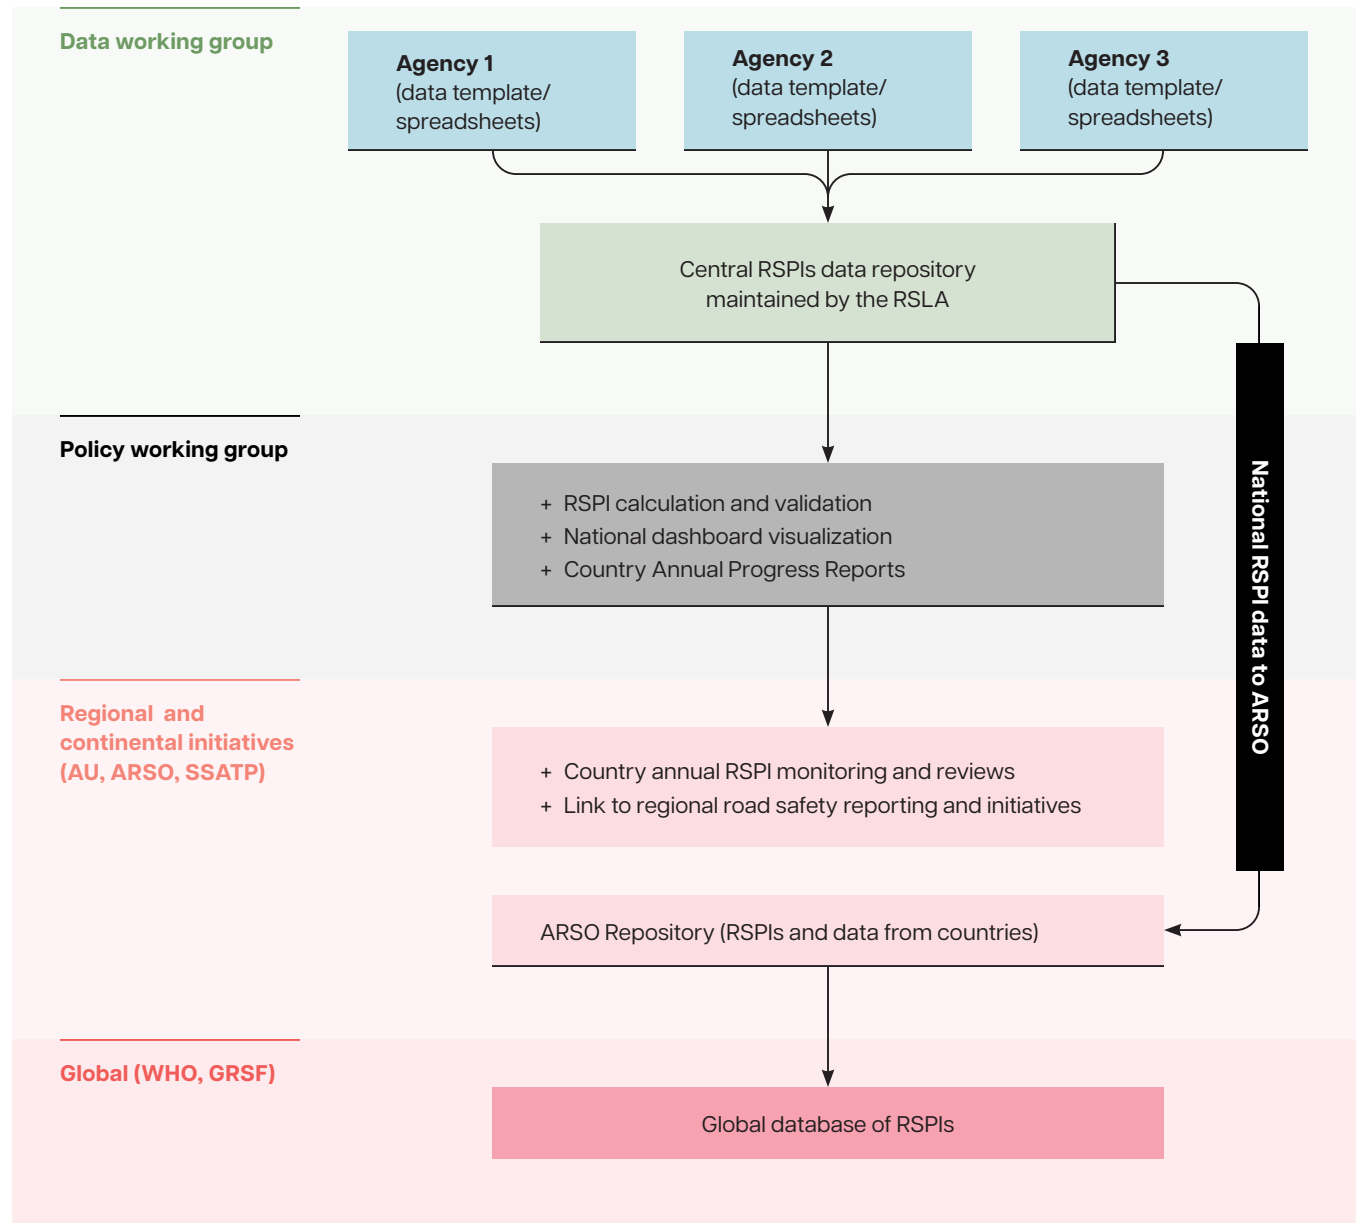 Data working group
Agency 1
(data template/
spreadsheets)
Agency 2
(data template/
spreadsheets)
Agency 3
(data template/
spreadsheets)
Central RSPIs data repository
maintained by the RSLA
National RSPI data to ARSO
Policy working group
+ RSPI calculation and validation
+ National dashboard visualization
+ Country Annual Progress Reports
Regional and
continental initiatives
(AU, ARSO, SSATP)
+ Country annual RSPI monitoring and reviews
+ Link to regional road safety reporting and initiatives
ARSO Repository (RSPIs and data from countries)
Global (WHO, GRSF)
Global database of RSPIs